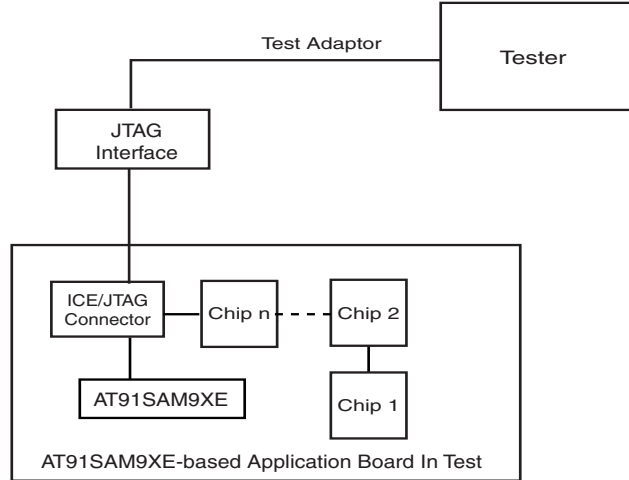 Test Adaptor
Tester
JTAG
Interface
ICE/JTAG
Connector
Chip n
Chip 2
AT91SAM9XE
Chip 1
AT91SAM9XE-based Application Board In Test